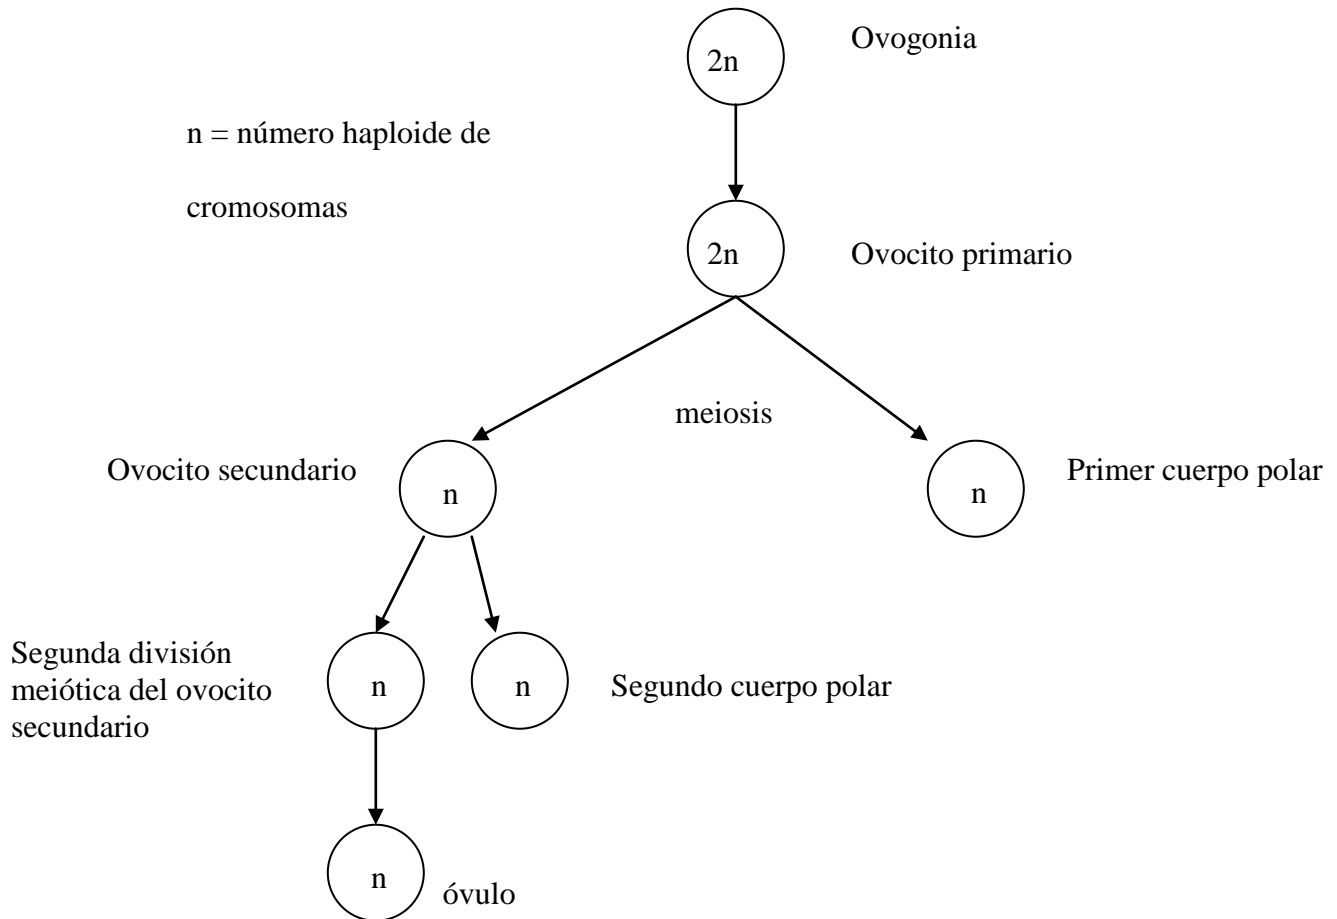 2n
Ovogonia
n = número haploide de
cromosomas
2n
Ovocito primario
meiosis
Ovocito secundario
n
n
Primer cuerpo polar
Segunda división
meiótica del ovocito
secundario
n
n
Segundo cuerpo polar
n
óvulo